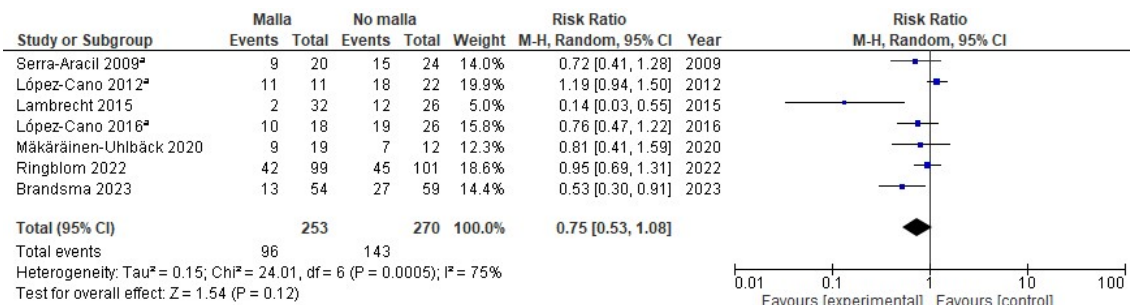 Malla No malla Risk Ratio Risk Ratio
Study or Subgroup Events Total Events Total Weight M-H, Random, 95% CI Year M-H, Random, 95% CI
Serra-Aracil 2009ª 9 20 15 24 14.0% 0.72 [0.41, 1.28] 2009
López-Cano 2012ª 11 11 18 22 19.9% 1.19 [0.94, 1.50] 2012
Lambrecht 2015 2 32 12 26 5.0% 0.14 [0.03, 0.55] 2015
López-Cano 2016ª 10 18 19 26 15.8% 0.76 [0.47, 1.22] 2016
Mäkäräinen-Uhlbäck 2020 9 19 7 12 12.3% 0.81 [0.41, 1.59] 2020
Ringblom 2022 42 99 45 101 18.6% 0.95 [0.69, 1.31] 2022
Brandsma 2023 13 54 27 59 14.4% 0.53 [0.30, 0.91] 2023
Total (95% CI) 253 270 100.0% 0.75 [0.53, 1.08]
Total events 96 143
Heterogeneity: Tau² = 0.15; Chi² = 24.01, df = 6 (P = 0.0005); I² = 75%
Test for overall effect: Z = 1.54 (P = 0.12)
0.01 0.1 1 10 100
Favours [experimental] Favours [control]